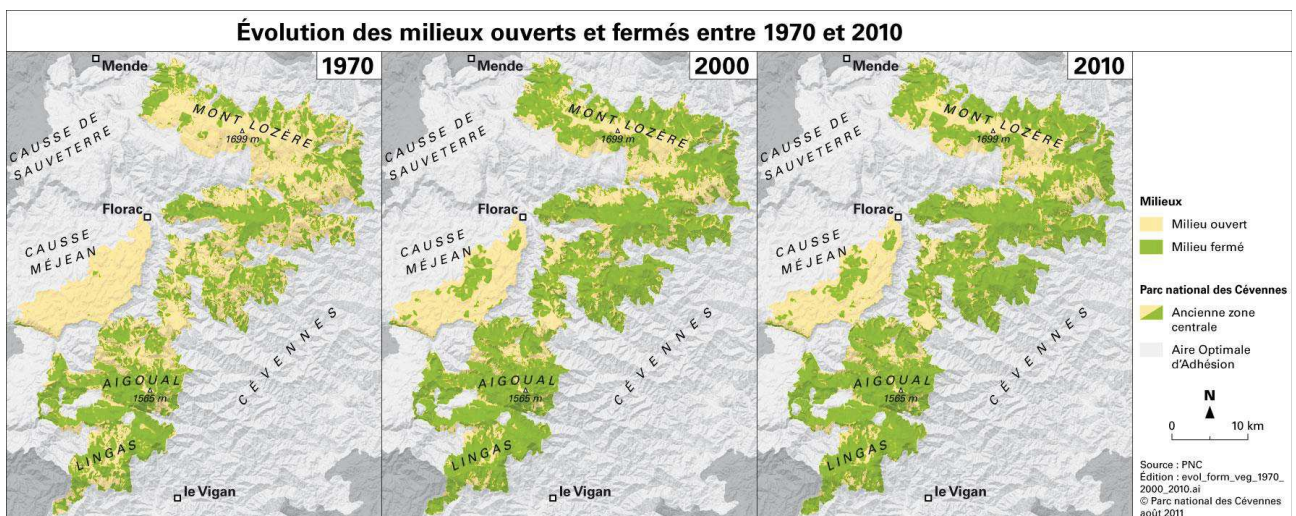 Évolution des milieux ouverts et fermés entre 1970 et 2010
1970
Mende
MONT LOZÈRE
1699 m
CAUSSE DE
SAUVETERRE
Florac
CAUSSE
MÉJEAN
CÉVENNES
AIGOUAL
1565 m
LINGAS
le Vigan
2000
Mende
MONT LOZÈRE
1699 m
CAUSSE DE
SAUVETERRE
Florac
CAUSSE
MÉJEAN
CÉVENNES
AIGOUAL
1565 m
LINGAS
le Vigan
2010
Mende
MONT LOZÈRE
1699 m
CAUSSE DE
SAUVETERRE
Florac
CAUSSE
MÉJEAN
CÉVENNES
AIGOUAL
1565 m
LINGAS
le Vigan
Milieux
Milieu ouvert
Milieu fermé
Parc national des Cévennes
Ancienne zone
centrale
Aire Optimale
d'Adhésion
N
0 10 km
Source : PNC
Édition : evol_form_veg_1970_
2000_2010.ai
© Parc national des Cévennes
août 2011